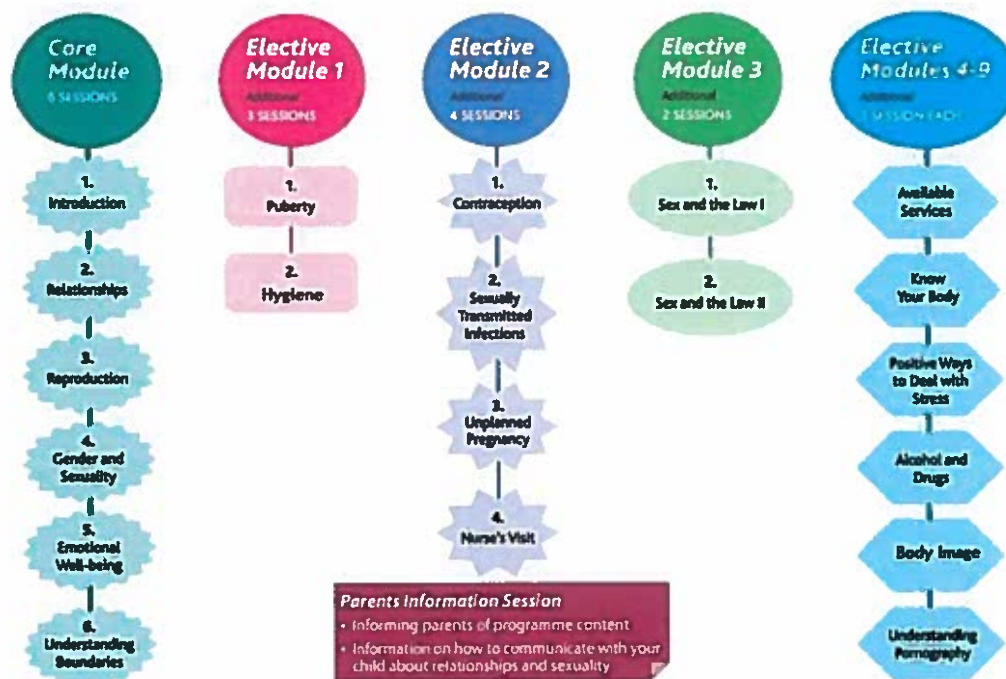 Core
Module
6 SESSIONS
1.
Introduction
2.
Relationships
3.
Reproduction
4.
Gender and
Sexuality
5.
Emotional
Well-being
6.
Understanding
Boundaries
Elective
Module 1
Additional
3 SESSIONS
1.
Puberty
2.
Hygiene
Elective
Module 2
Additional
4 SESSIONS
1.
Contraception
2.
Sexually
Transmitted
Infections
3.
Unplanned
Pregnancy
4.
Nurse's Visit
Elective
Module 3
Additional
2 SESSIONS
1.
Sex and the Law I
2.
Sex and the Law II
Elective
Modules 4-9
Additional
1 SESSION EACH
Available
Services
Know
Your Body
Positive Ways
to Deal with
Stress
Alcohol and
Drugs
Body Image
Understanding
Pornography
Parents Information Session
• Informing parents of programme content
• Information on how to communicate with your
child about relationships and sexuality